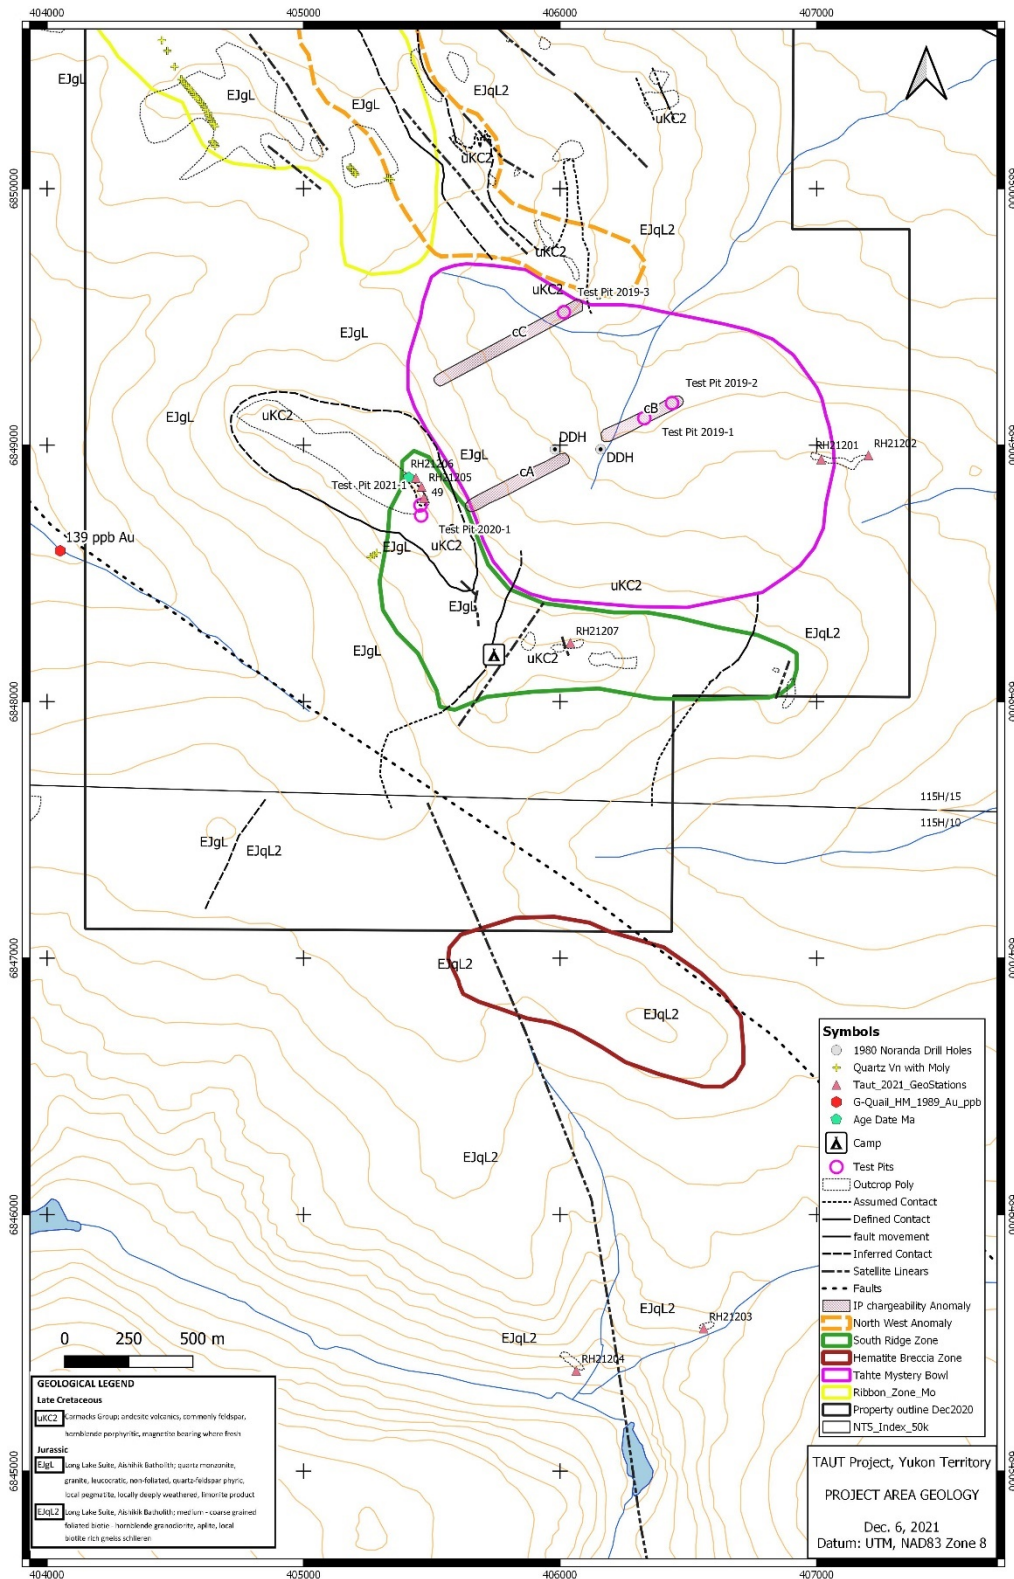 404000
405000
406000
407000
EJgL
EJgL
EJgL
EJqL2
uKC2
uKC2
6850000
6850000
EJqL2
uKC2
uKC2
Test Pit 2019-3
EJgL
cC
EJgL
uKC2
Test Pit 2019-2
cB
Test Pit 2019-1
6849000
6849000
DDH
DDH
RH21201
RH21202
EJgL
cA
RH21206
RH21205
Test Pit 2021-1
49
Test Pit 2020-1
uKC2
139 ppb Au
EJgL
uKC2
EJgL
EJqL2
RH21207
EJgL
uKC2
6848000
6848000
115H/15
115H/10
EJgL
EJqL2
6847000
6847000
EJqL2
EJqL2
EJqL2
6846000
6846000
EJqL2
RH21203
EJqL2
RH21204
6845000
6845000
0 250 500 m
GEOLOGICAL LEGEND
Late Cretaceous
uKC2 Carmacks Group; andesite volcanics, commonly feldspar,
hornblende porphyritic, magnetite bearing where fresh
Jurassic
EJgL Long Lake Suite, Aishihik Batholith; quartz monzonite,
granite, leucocratic, non-foliated, quartz-feldspar phyric,
local pegmatite, locally deeply weathered, limonite product
EJqL2 Long Lake Suite, Aishihik Batholith; medium - coarse grained
foliated biotie - hornblende granodiorite, aplite, local
biotite rich gneiss schlieren
Symbols
1980 Noranda Drill Holes
Quartz Vn with Moly
Taut_2021_GeoStations
G-Quail_HM_1989_Au_ppb
Age Date Ma
Camp
Test Pits
Outcrop Poly
Assumed Contact
Defined Contact
fault movement
Inferred Contact
Satellite Linears
Faults
IP chargeability Anomaly
North West Anomaly
South Ridge Zone
Hematite Breccia Zone
Tahte Mystery Bowl
Ribbon_Zone_Mo
Property outline Dec2020
NTS_Index_50k
TAUT Project, Yukon Territory
PROJECT AREA GEOLOGY
Dec. 6, 2021
Datum: UTM, NAD83 Zone 8
404000
405000
406000
407000